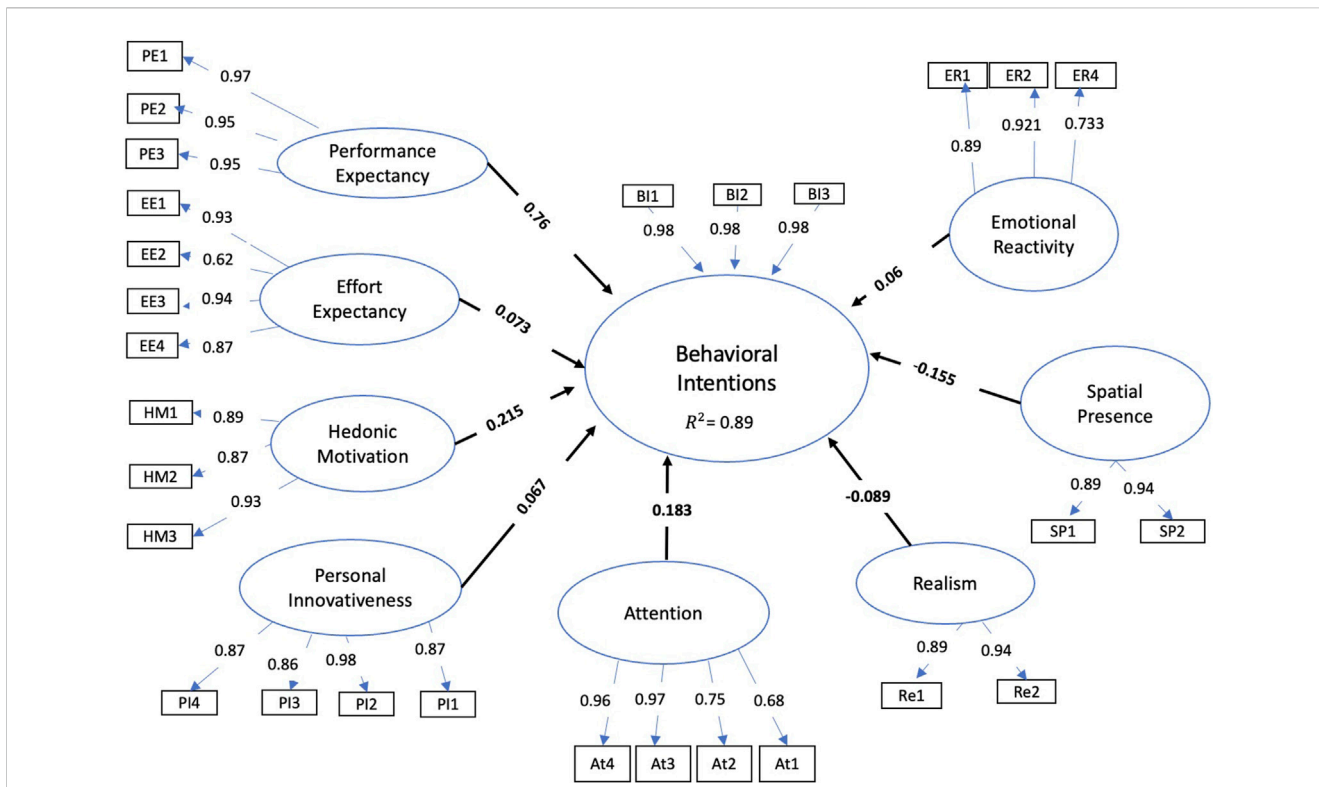 PE1
0.97
PE2
0.95
PE3
0.95
Performance
Expectancy
0.76
EE1
0.93
EE2
0.62
EE3
0.94
EE4
0.87
Effort
Expectancy
0.073
HM1
0.89
HM2
0.87
HM3
0.93
Hedonic
Motivation
0.215
Personal
Innovativeness
0.067
0.87
0.86
0.98
0.87
PI4
PI3
PI2
PI1
BI1
BI2
BI3
0.98
0.98
0.98
Behavioral
Intentions
R² = 0.89
0.183
Attention
0.96
0.97
0.75
0.68
At4
At3
At2
At1
ER1
ER2
ER4
0.89
0.921
0.733
Emotional
Reactivity
0.06
-0.155
Spatial
Presence
0.89
0.94
SP1
SP2
-0.089
Realism
0.89
0.94
Re1
Re2